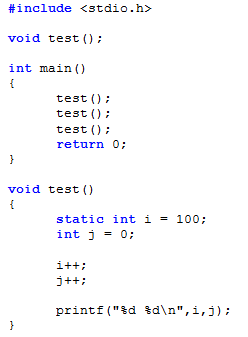 #include <stdio.h>
void test();
int main()
{
test();
test();
test();
return 0;
}
void test()
{
static int i = 100;
int j = 0;
i++;
j++;
printf("%d %d\n",i,j);
}